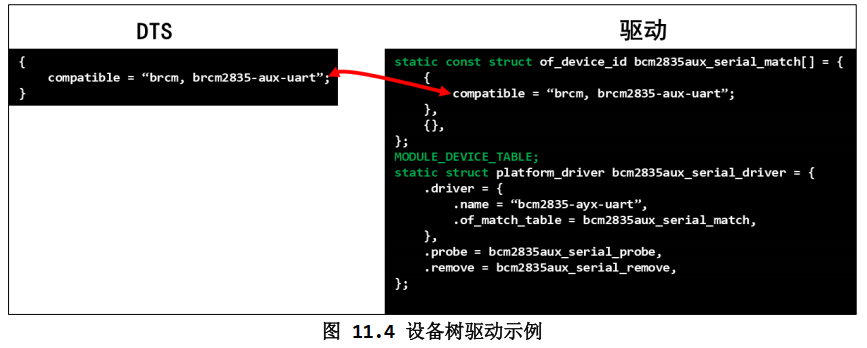 DTS
{
compatible = “brcm, brcm2835-aux-uart”;
}
驱动
static const struct of_device_id bcm2835aux_serial_match[] = {
{
compatible = “brcm, brcm2835-aux-uart”;
},
{},
};
MODULE_DEVICE_TABLE;
static struct platform_driver bcm2835aux_serial_driver = {
.driver = {
.name = “bcm2835-ayx-uart”,
.of_match_table = bcm2835aux_serial_match,
},
.probe = bcm2835aux_serial_probe,
.remove = bcm2835aux_serial_remove,
};
图 11.4 设备树驱动示例